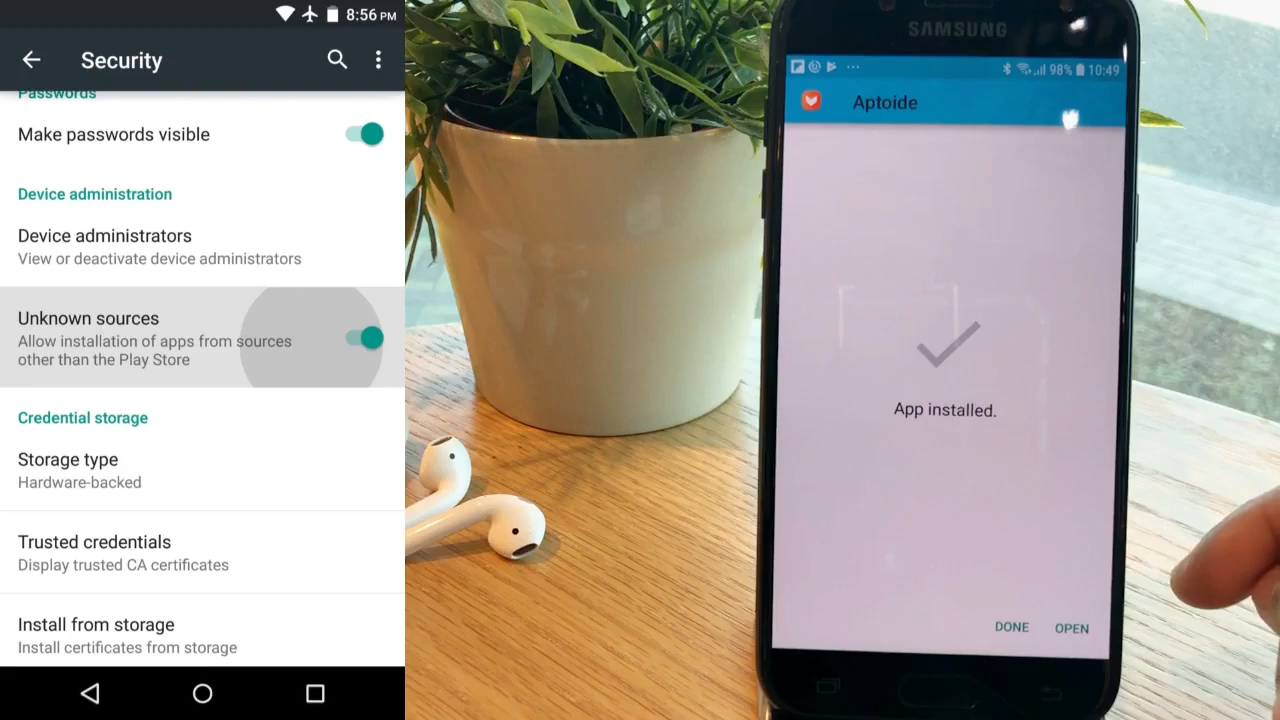 8:56 PM
Security
Passwords
Make passwords visible
Device administration
Device administrators
View or deactivate device administrators
Unknown sources
Allow installation of apps from sources
other than the Play Store
Credential storage
Storage type
Hardware-backed
Trusted credentials
Display trusted CA certificates
Install from storage
Install certificates from storage
SAMSUNG
98% 10:49
Aptoide
App installed.
DONE OPEN